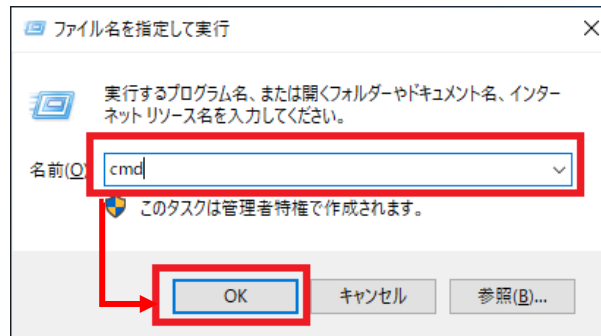 ファイル名を指定して実行
実行するプログラム名、または開くフォルダーやドキュメント名、インター
ネット リソース名を入力してください。
名前(O)
cmd
このタスクは管理者特権で作成されます。
OK
キャンセル
参照(B)...